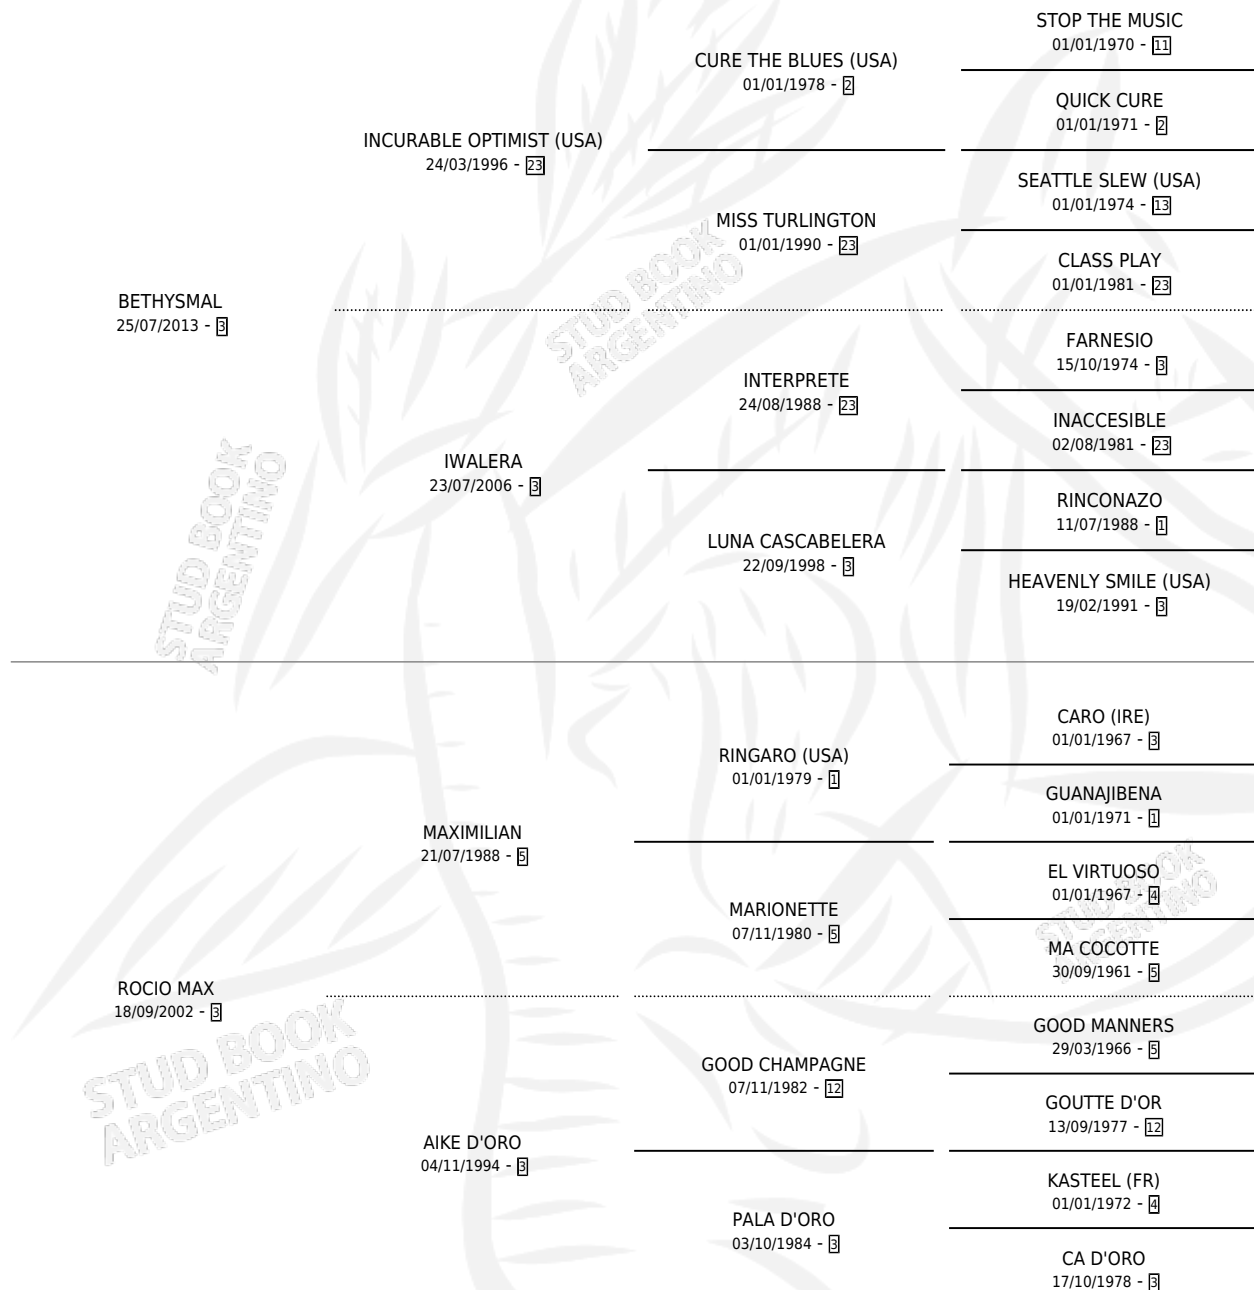 STOP THE MUSIC
01/01/1970 - 11
CURE THE BLUES (USA)
01/01/1978 - 2
QUICK CURE
01/01/1971 - 2
INCURABLE OPTIMIST (USA)
24/03/1996 - 23
SEATTLE SLEW (USA)
01/01/1974 - 13
MISS TURLINGTON
01/01/1990 - 23
CLASS PLAY
01/01/1981 - 23
BETHYSMAL
25/07/2013 - 3
FARNESIO
15/10/1974 - 3
INTERPRETE
24/08/1988 - 23
INACCESIBLE
02/08/1981 - 23
IWALERA
23/07/2006 - 3
RINCONAZO
11/07/1988 - 1
LUNA CASCABELERA
22/09/1998 - 3
HEAVENLY SMILE (USA)
19/02/1991 - 3
CARO (IRE)
01/01/1967 - 3
RINGARO (USA)
01/01/1979 - 1
GUANAJIBENA
01/01/1971 - 1
MAXIMILIAN
21/07/1988 - 5
EL VIRTUOSO
01/01/1967 - 4
MARIONETTE
07/11/1980 - 5
MA COCOTTE
30/09/1961 - 5
ROCIO MAX
18/09/2002 - 3
GOOD MANNERS
29/03/1966 - 5
GOOD CHAMPAGNE
07/11/1982 - 12
GOUTTE D'OR
13/09/1977 - 12
AIKE D'ORO
04/11/1994 - 3
KASTEEL (FR)
01/01/1972 - 4
PALA D'ORO
03/10/1984 - 3
CA D'ORO
17/10/1978 - 3
STUD BOOK
ARGENTINO
STUD BOOK
ARGENTINO
STUD BOOK
ARGENTINO
STUD BOOK
ARGENTINO